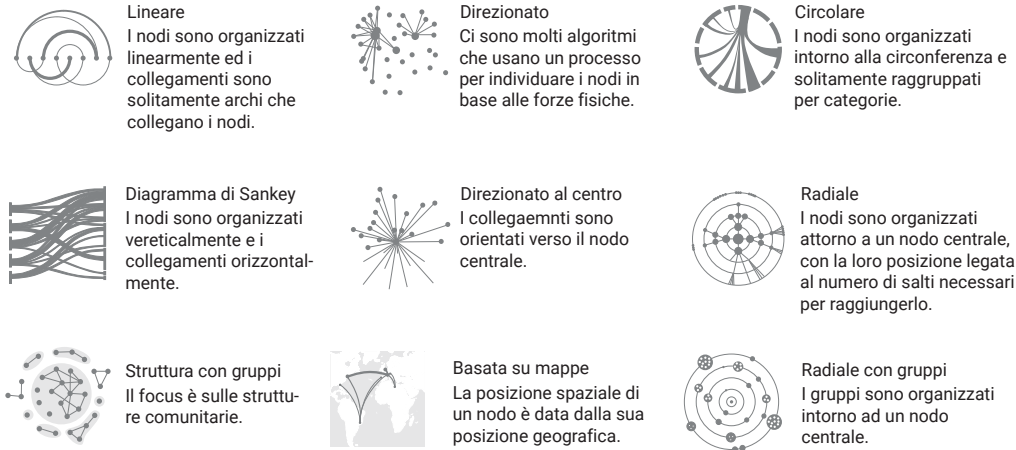 Lineare
I nodi sono organizzati
linearmente ed i
collegamenti sono
solitamente archi che
collegano i nodi.
Direzionato
Ci sono molti algoritmi
che usano un processo
per individuare i nodi in
base alle forze fisiche.
Circolare
I nodi sono organizzati
intorno alla circonferenza e
solitamente raggruppati
per categorie.
Diagramma di Sankey
I nodi sono organizzati
vereticalmente e i
collegamenti orizzontal-
mente.
Direzionato al centro
I collegaemnti sono
orientati verso il nodo
centrale.
Radiale
I nodi sono organizzati
attorno a un nodo centrale,
con la loro posizione legata
al numero di salti necessari
per raggiungerlo.
Struttura con gruppi
Il focus è sulle struttu-
re comunitarie.
Basata su mappe
La posizione spaziale di
un nodo è data dalla sua
posizione geografica.
Radiale con gruppi
I gruppi sono organizzati
intorno ad un nodo
centrale.